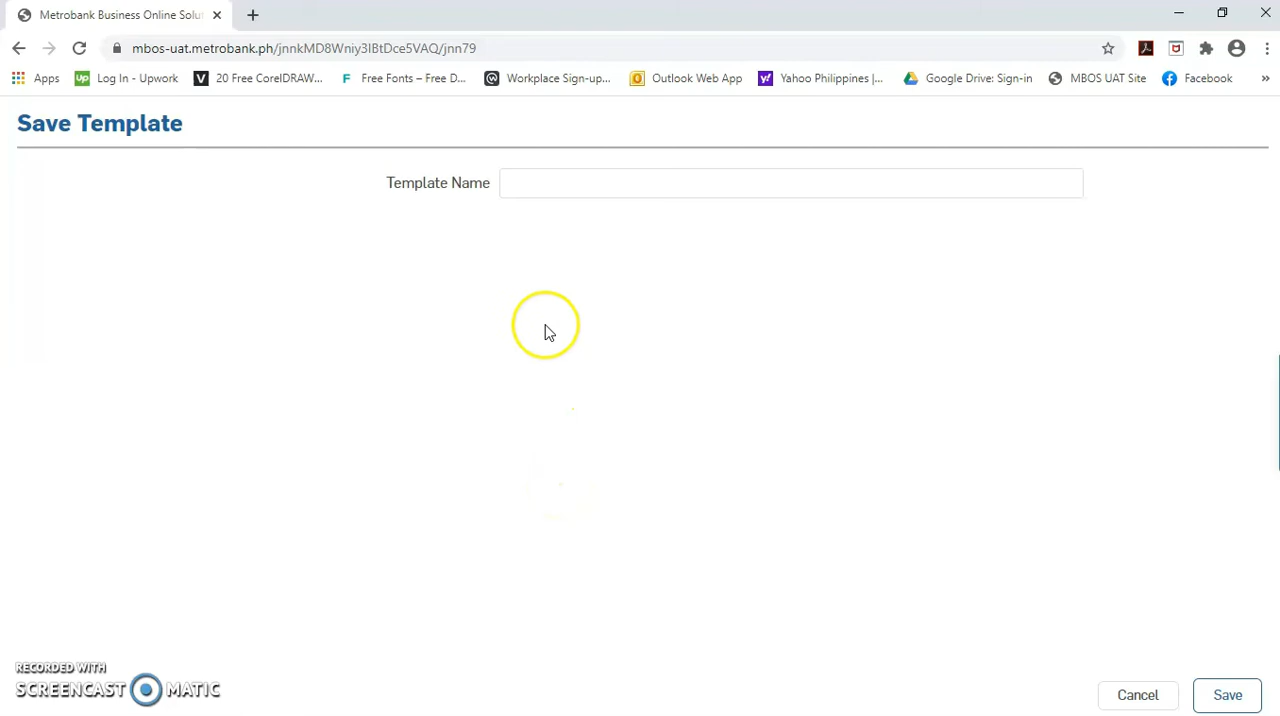 Metrobank Business Online Solut
mbos-uat.metrobank.ph/jnnkMD8Wniy3IBtDce5VAQ/jnn79
Apps
Up Log In - Upwork
V 20 Free CorelDRAW...
F Free Fonts – Free D...
Workplace Sign-up...
Outlook Web App
Yahoo Philippines |...
Google Drive: Sign-in
MBOS UAT Site
Facebook
»
Save Template
Template Name
RECORDED WITH
SCREENCAST MATIC
Cancel
Save